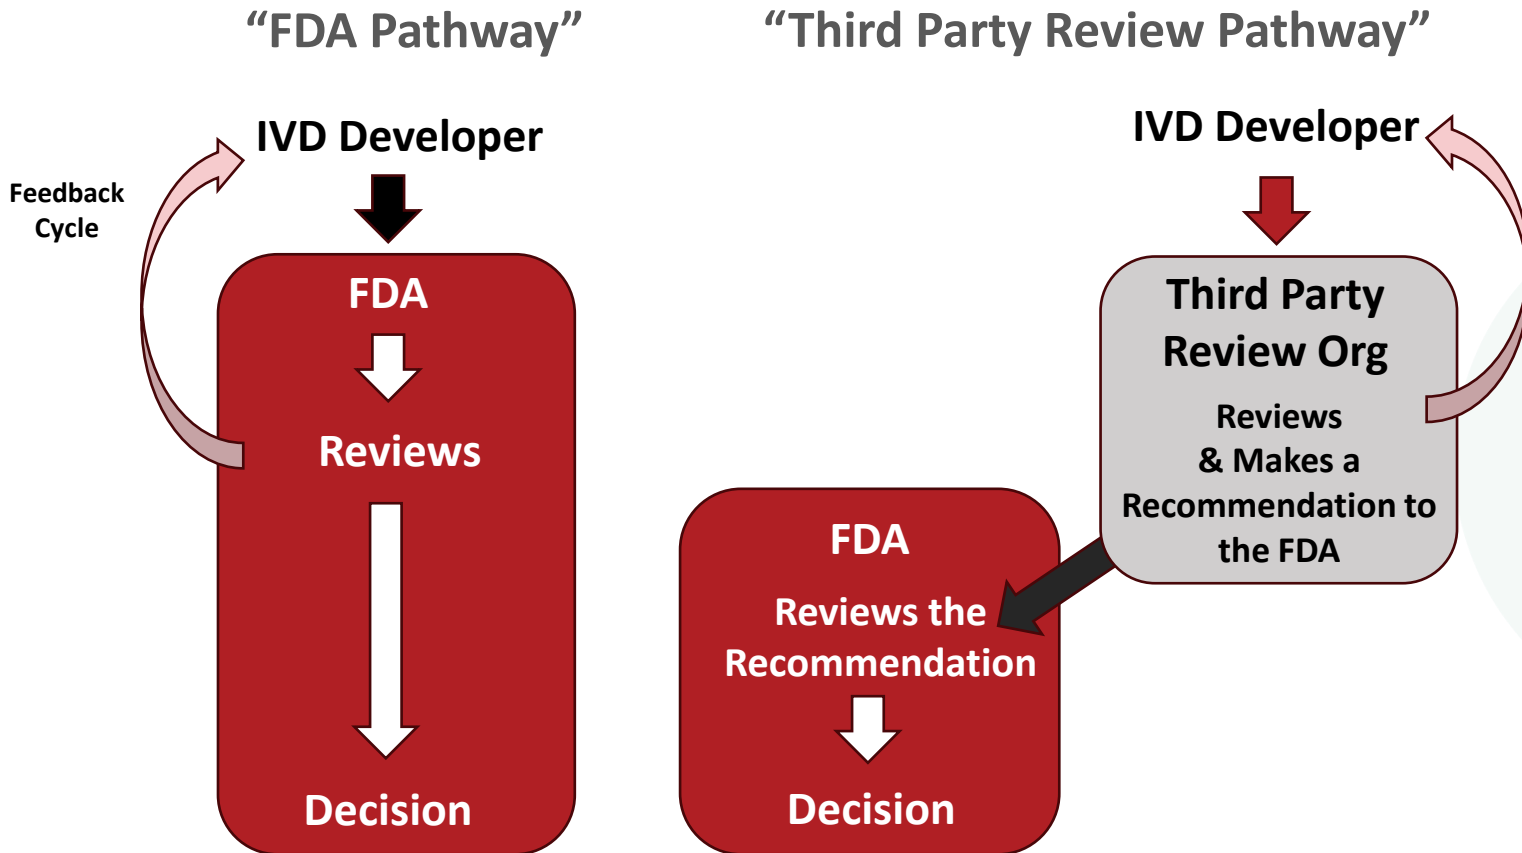 “FDA Pathway”
IVD Developer
Feedback
Cycle
FDA
Reviews
Decision
“Third Party Review Pathway”
IVD Developer
Third Party
Review Org
Reviews
& Makes a
Recommendation to
the FDA
FDA
Reviews the
Recommendation
Decision